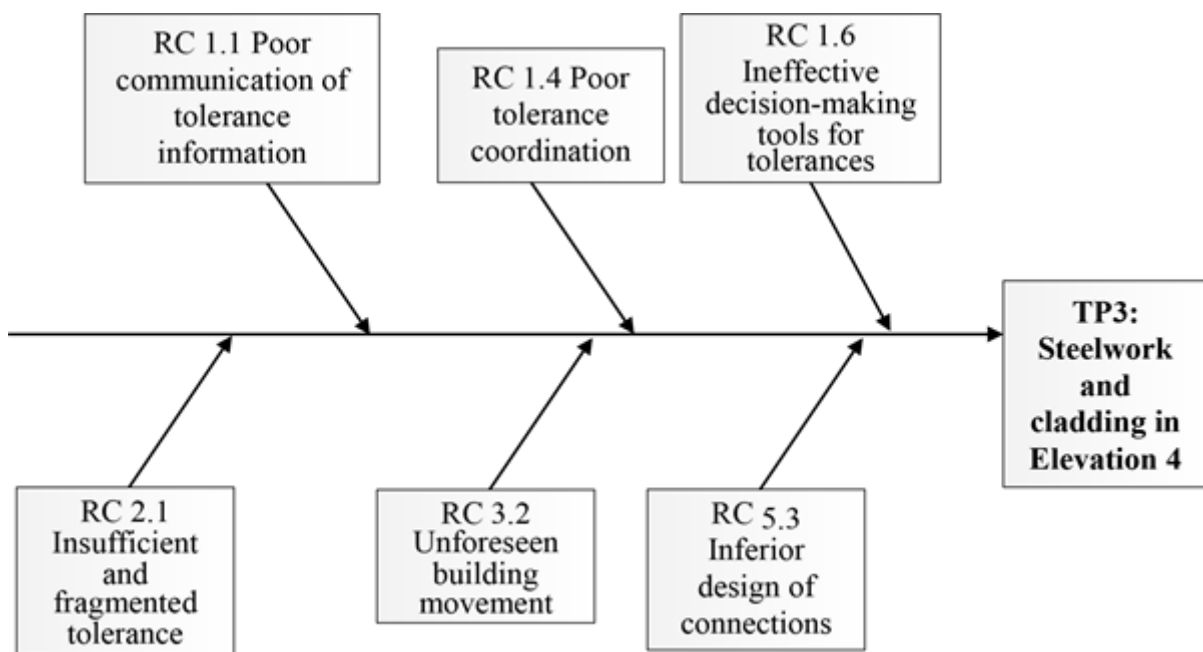 RC 1.1 Poor
communication of
tolerance
information
RC 1.4 Poor
tolerance
coordination
RC 1.6
Ineffective
decision-making
tools for
tolerances
TP3:
Steelwork
and
cladding in
Elevation 4
RC 2.1
Insufficient
and
fragmented
tolerance
RC 3.2
Unforeseen
building
movement
RC 5.3
Inferior
design of
connections